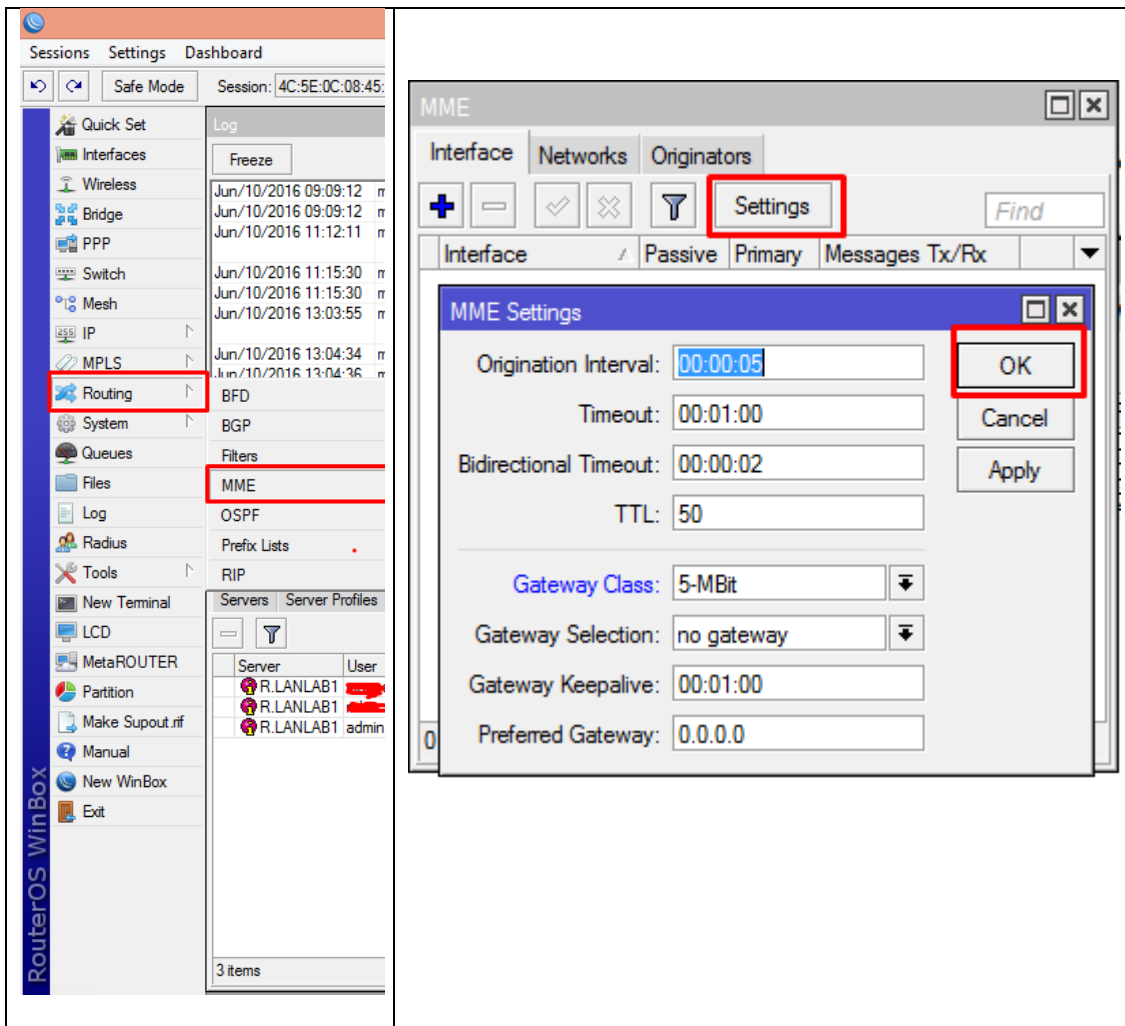 Sessions Settings Dashboard
Safe Mode Session: 4C:5E:0C:08:45:
Quick Set
Interfaces
Wireless
Bridge
PPP
Switch
Mesh
IP
MPLS
Routing
System
Queues
Files
Log
Radius
Tools
New Terminal
LCD
MetaROUTER
Partition
Make Supout.rif
Manual
New WinBox
Exit
RouterOS WinBox
Log
Freeze
Jun/10/2016 09:09:12
Jun/10/2016 09:09:12
Jun/10/2016 11:12:11
Jun/10/2016 11:15:30
Jun/10/2016 11:15:30
Jun/10/2016 13:03:55
Jun/10/2016 13:04:34
Jun/10/2016 13:04:36
BFD
BGP
Filters
MME
OSPF
Prefix Lists
RIP
Servers Server Profiles
Server User
R.LANLAB1
R.LANLAB1
R.LANLAB1 admin
3 items
MME
Interface Networks Originators
Settings Find
Interface Passive Primary Messages Tx/Rx
MME Settings
Origination Interval: 00:00:05 OK
Timeout: 00:01:00 Cancel
Bidirectional Timeout: 00:00:02 Apply
TTL: 50
Gateway Class: 5-MBit
Gateway Selection: no gateway
Gateway Keepalive: 00:01:00
Preferred Gateway: 0.0.0.0
0